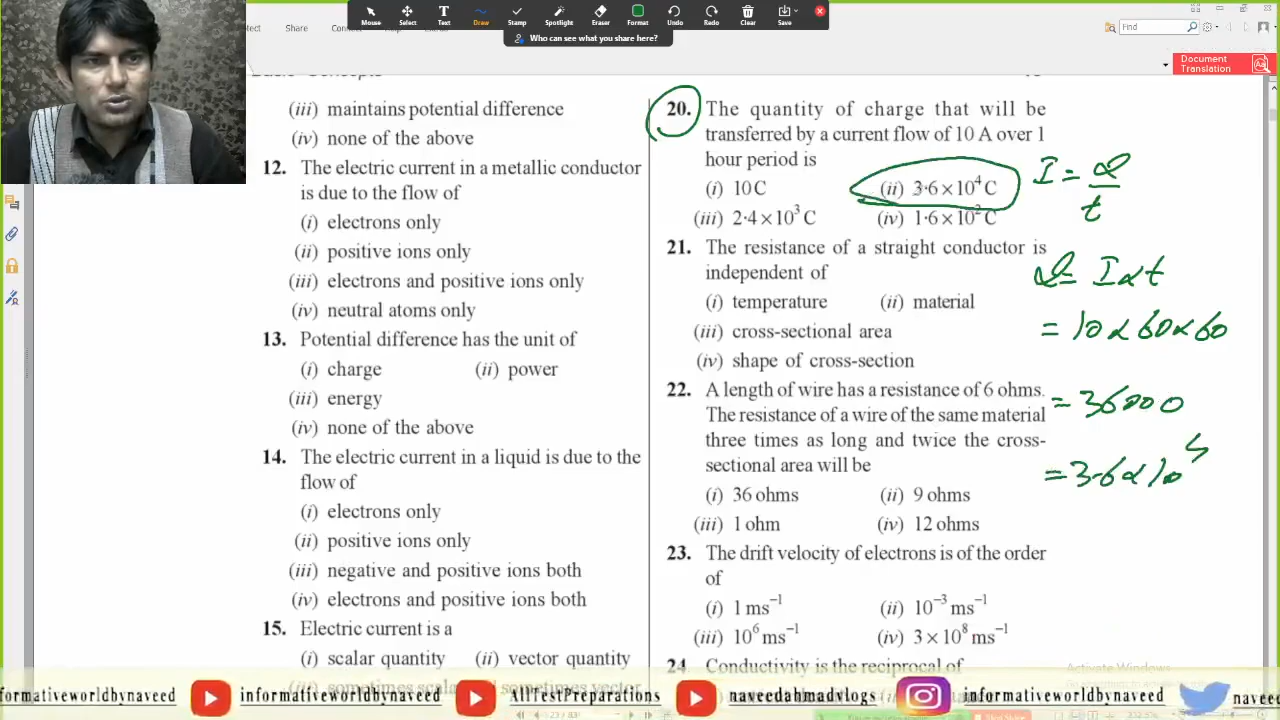 Mouse Select Text Draw Stamp Spotlight Eraser Format Undo Redo Clear Save
Who can see what you share here?
Find
Document Translation
(iii) maintains potential difference
(iv) none of the above
12. The electric current in a metallic conductor
is due to the flow of
(i) electrons only
(ii) positive ions only
(iii) electrons and positive ions only
(iv) neutral atoms only
13. Potential difference has the unit of
(i) charge (ii) power
(iii) energy
(iv) none of the above
14. The electric current in a liquid is due to the
flow of
(i) electrons only
(ii) positive ions only
(iii) negative and positive ions both
(iv) electrons and positive ions both
15. Electric current is a
(i) scalar quantity (ii) vector quantity
20. The quantity of charge that will be
transferred by a current flow of 10 A over 1
hour period is
(i) 10 C (ii) 3·6 × 10⁴ C
(iii) 2·4 × 10³ C (iv) 1·6 × 10² C
21. The resistance of a straight conductor is
independent of
(i) temperature (ii) material
(iii) cross-sectional area
(iv) shape of cross-section
22. A length of wire has a resistance of 6 ohms.
The resistance of a wire of the same material
three times as long and twice the cross-
sectional area will be
(i) 36 ohms (ii) 9 ohms
(iii) 1 ohm (iv) 12 ohms
23. The drift velocity of electrons is of the order
of
(i) 1 ms⁻¹ (ii) 10⁻³ ms⁻¹
(iii) 10⁶ ms⁻¹ (iv) 3 × 10⁸ ms⁻¹
24. Conductivity is the reciprocal of
I = Q/t
Q = I × t
= 10 × 60 × 60
= 36000
= 3.6 × 10⁴
Activate Windows
nformativeworldbynaveed informativeworldbynaveed AllTestPreparations naveedahmadvlogs informativeworldbynaveed naveed